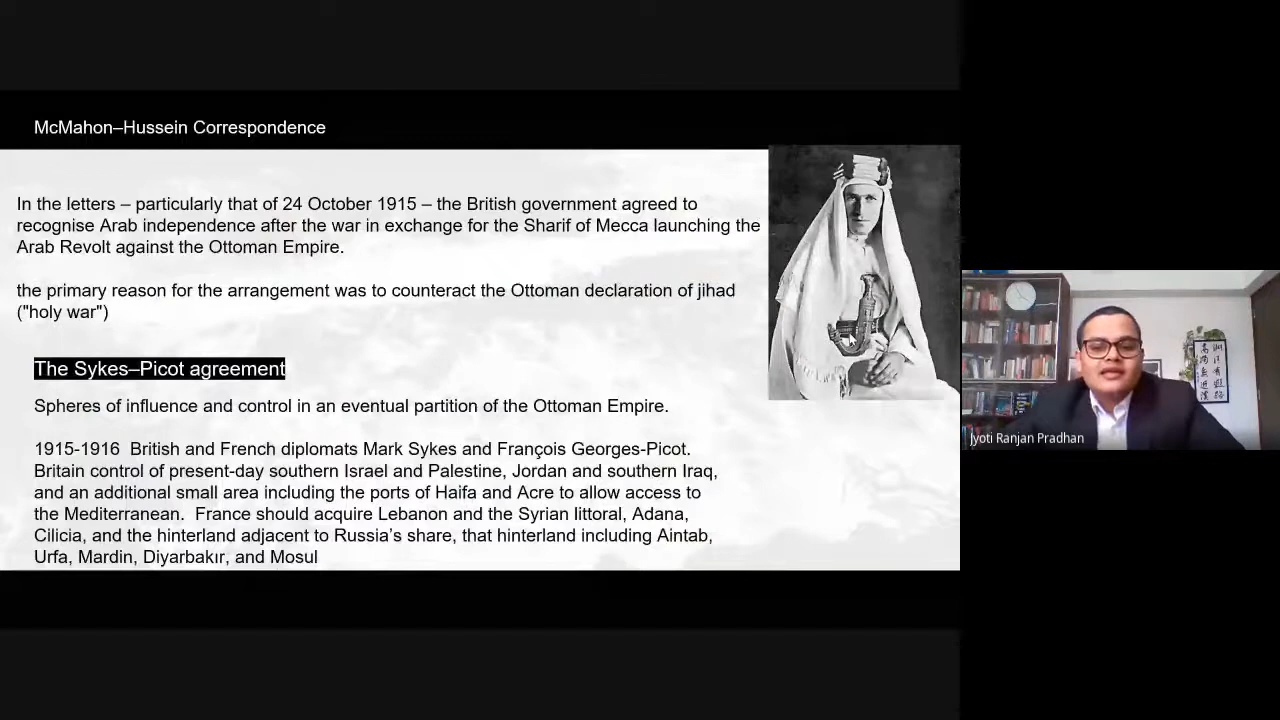 McMahon–Hussein Correspondence
In the letters – particularly that of 24 October 1915 – the British government agreed to
recognise Arab independence after the war in exchange for the Sharif of Mecca launching the
Arab Revolt against the Ottoman Empire.
the primary reason for the arrangement was to counteract the Ottoman declaration of jihad
("holy war")
The Sykes–Picot agreement
Spheres of influence and control in an eventual partition of the Ottoman Empire.
1915-1916  British and French diplomats Mark Sykes and François Georges-Picot.
Britain control of present-day southern Israel and Palestine, Jordan and southern Iraq,
and an additional small area including the ports of Haifa and Acre to allow access to
the Mediterranean.  France should acquire Lebanon and the Syrian littoral, Adana,
Cilicia, and the hinterland adjacent to Russia’s share, that hinterland including Aintab,
Urfa, Mardin, Diyarbakır, and Mosul
Jyoti Ranjan Pradhan